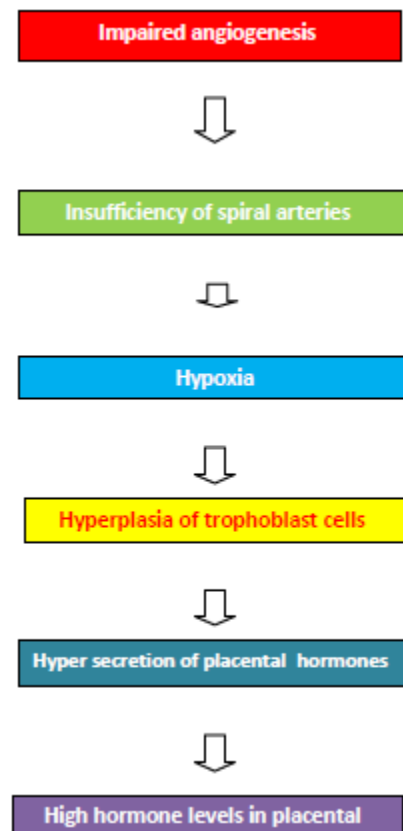 Impaired angiogenesis
Insufficiency of spiral arteries
Hypoxia
Hyperplasia of trophoblast cells
Hyper secretion of placental hormones
High hormone levels in placental